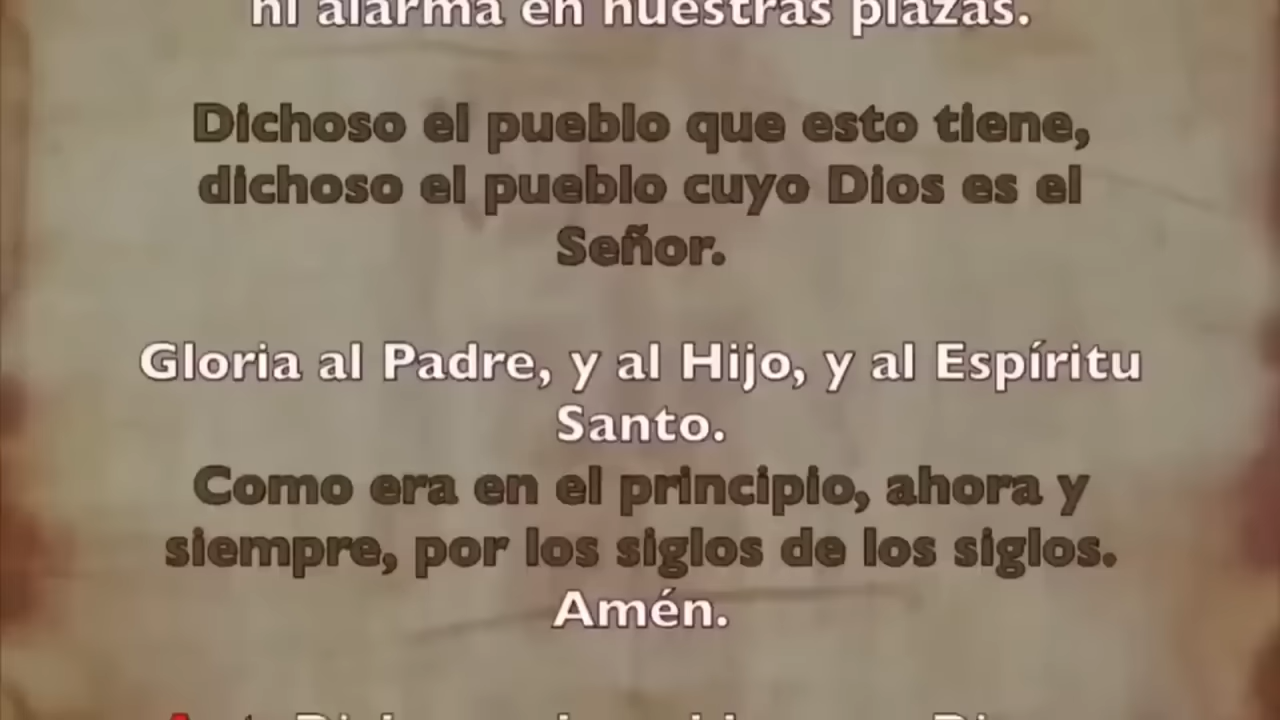 ni alarma en nuestras plazas.
Dichoso el pueblo que esto tiene,
dichoso el pueblo cuyo Dios es el
Señor.
Gloria al Padre, y al Hijo, y al Espíritu
Santo.
Como era en el principio, ahora y
siempre, por los siglos de los siglos.
Amén.